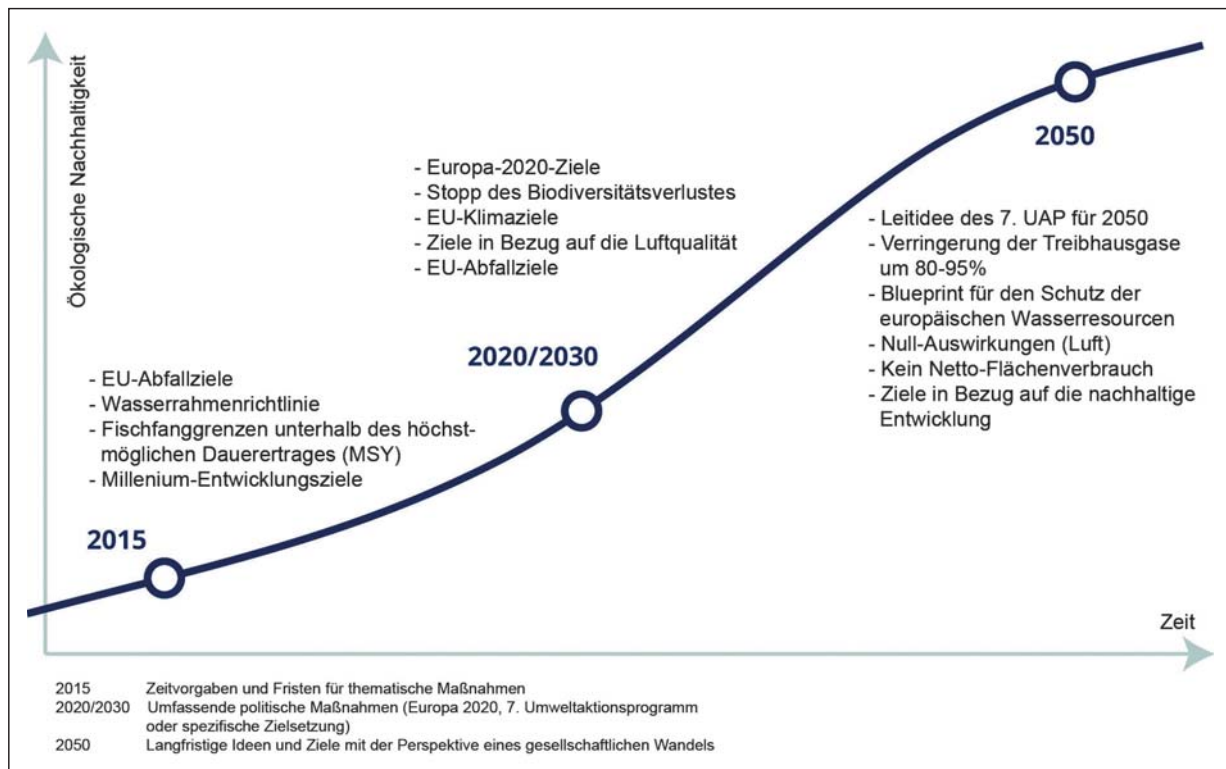 Ökologische Nachhaltigkeit
2050
- Europa-2020-Ziele
- Stopp des Biodiversitätsverlustes
- EU-Klimaziele
- Ziele in Bezug auf die Luftqualität
- EU-Abfallziele
- Leitidee des 7. UAP für 2050
- Verringerung der Treibhausgase
um 80-95%
- Blueprint für den Schutz der
europäischen Wasserresourcen
- Null-Auswirkungen (Luft)
- Kein Netto-Flächenverbrauch
- Ziele in Bezug auf die nachhaltige
Entwicklung
2020/2030
- EU-Abfallziele
- Wasserrahmenrichtlinie
- Fischfanggrenzen unterhalb des höchst-
möglichen Dauerertrages (MSY)
- Millenium-Entwicklungsziele
2015
Zeit
2015 Zeitvorgaben und Fristen für thematische Maßnahmen
2020/2030 Umfassende politische Maßnahmen (Europa 2020, 7. Umweltaktionsprogramm
oder spezifische Zielsetzung)
2050 Langfristige Ideen und Ziele mit der Perspektive eines gesellschaftlichen Wandels